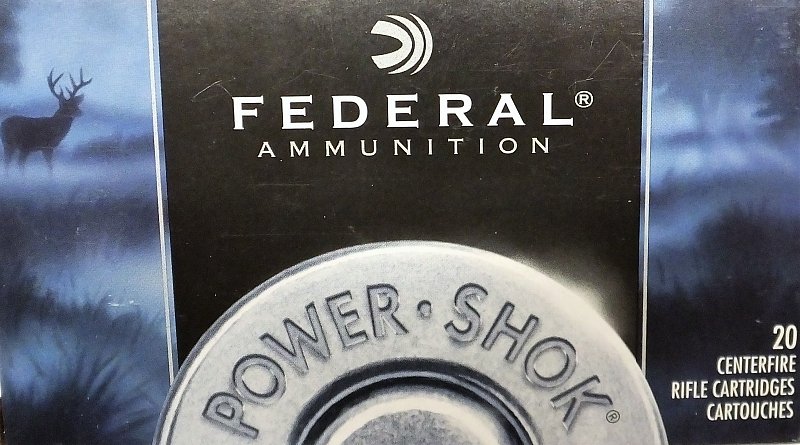 FEDERAL®
AMMUNITION
POWER·SHOK®
20
CENTERFIRE
RIFLE CARTRIDGES
CARTOUCHES